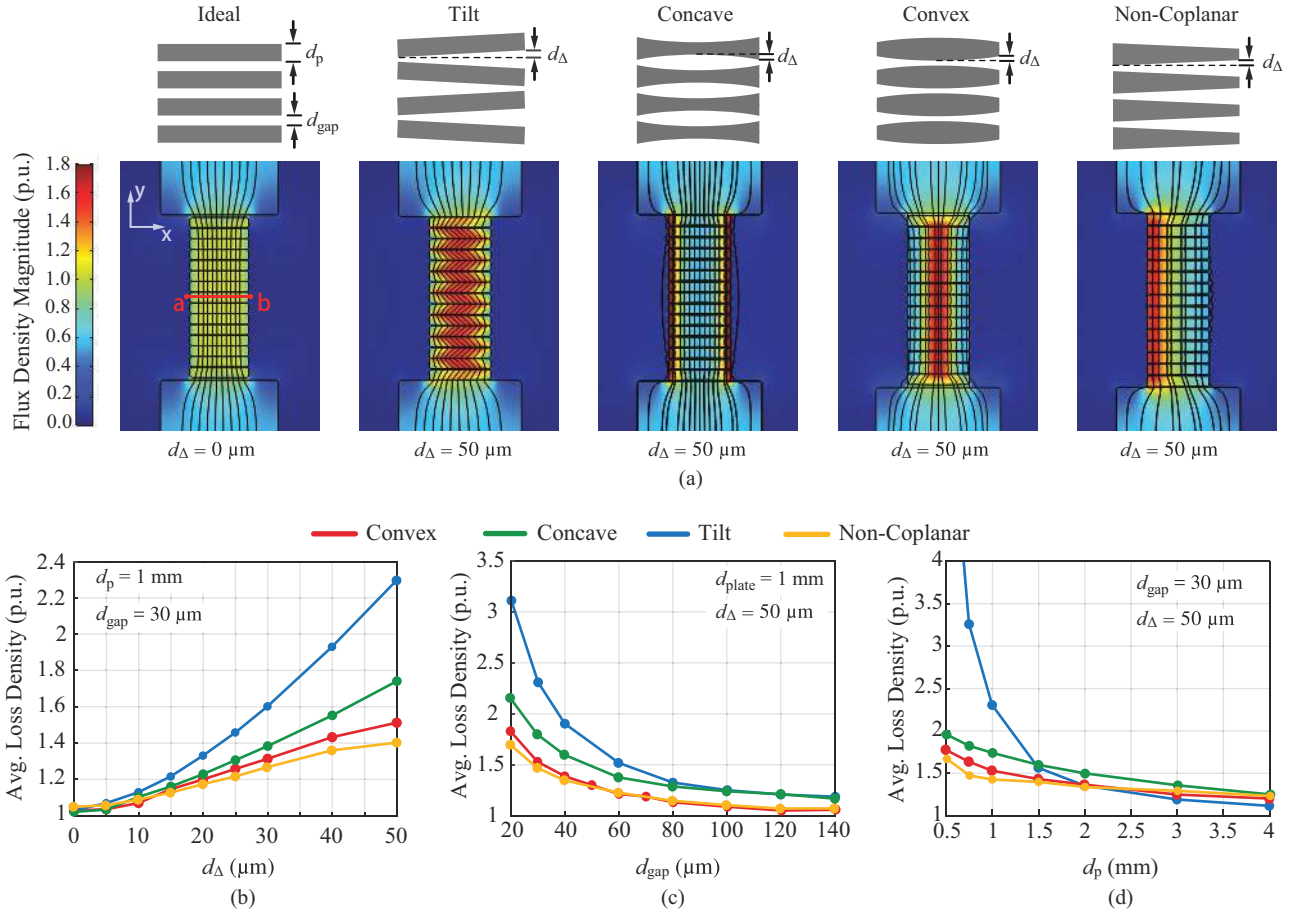 Ideal
Tilt
Concave
Convex
Non-Coplanar
dp
dgap
dΔ
dΔ
dΔ
dΔ
Flux Density Magnitude (p.u.)
1.8
1.6
1.4
1.2
1.0
0.8
0.6
0.4
0.2
0.0
y
x
a
b
dΔ = 0 µm
dΔ = 50 µm
dΔ = 50 µm
dΔ = 50 µm
dΔ = 50 µm
(a)
Convex
Concave
Tilt
Non-Coplanar
Avg. Loss Density (p.u.)
2.4
2.2
2
1.8
1.6
1.4
1.2
1
dp = 1 mm
dgap = 30 µm
0
10
20
30
40
50
dΔ (µm)
(b)
Avg. Loss Density (p.u.)
3.5
3
2.5
2
1.5
1
dplate = 1 mm
dΔ = 50 µm
20
40
60
80
100
120
140
dgap (µm)
(c)
Avg. Loss Density (p.u.)
4
3.5
3
2.5
2
1.5
1
dgap = 30 µm
dΔ = 50 µm
0.5
1
1.5
2
2.5
3
3.5
4
dp (mm)
(d)